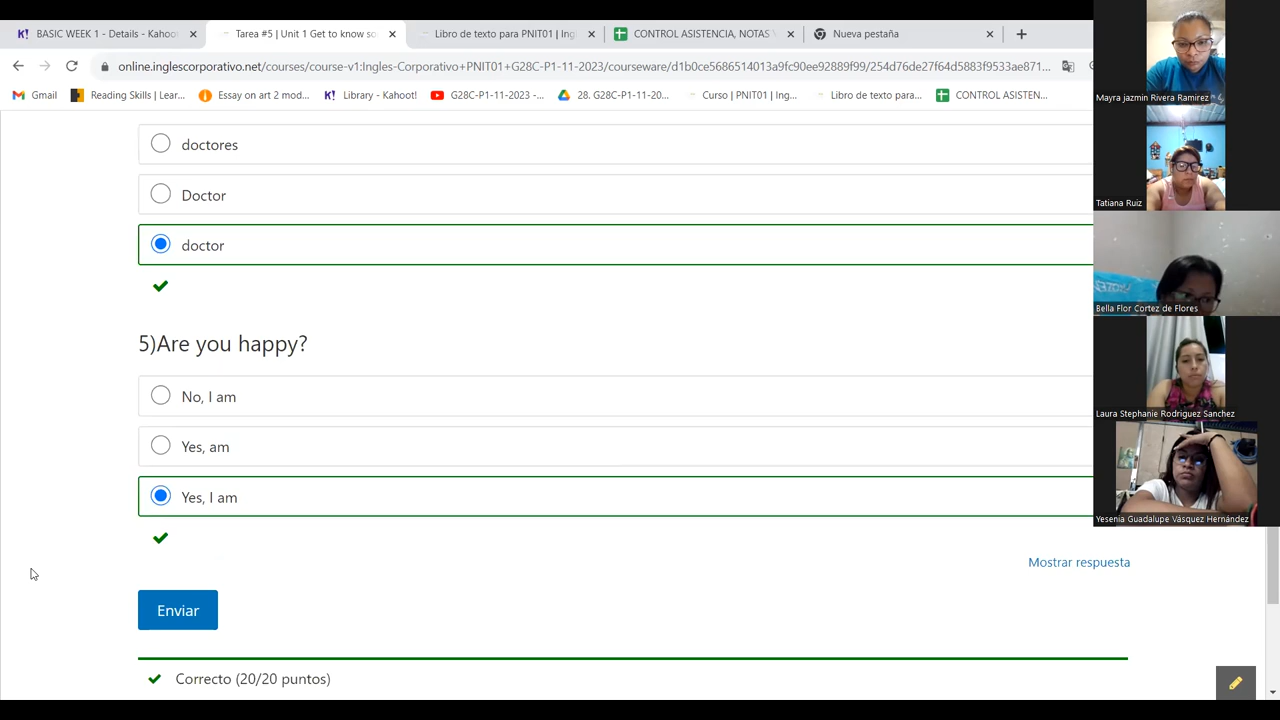 BASIC WEEK 1 - Details - Kahoo
Tarea #5 | Unit 1 Get to know so
Libro de texto para PNIT01 | Ing
CONTROL ASISTENCIA, NOTAS
Nueva pestaña
online.inglescorporativo.net/courses/course-v1:Ingles-Corporativo+PNIT01+G28C-P1-11-2023/courseware/d1b0ce5686514013a9fc90ee92889f99/254d76de27f64d5883f9533ae871...
Gmail
Reading Skills | Lear...
Essay on art 2 mod...
Library - Kahoot!
G28C-P1-11-2023 -...
28. G28C-P1-11-20...
Curso | PNIT01 | Ing...
Libro de texto para...
CONTROL ASISTEN...
doctores
Doctor
doctor
5)Are you happy?
No, I am
Yes, am
Yes, I am
Mostrar respuesta
Enviar
Correcto (20/20 puntos)
Mayra jazmin Rivera Ramirez
Tatiana Ruiz
Bella Flor Cortez de Flores
Laura Stephanie Rodriguez Sanchez
Yesenia Guadalupe Vásquez Hernández